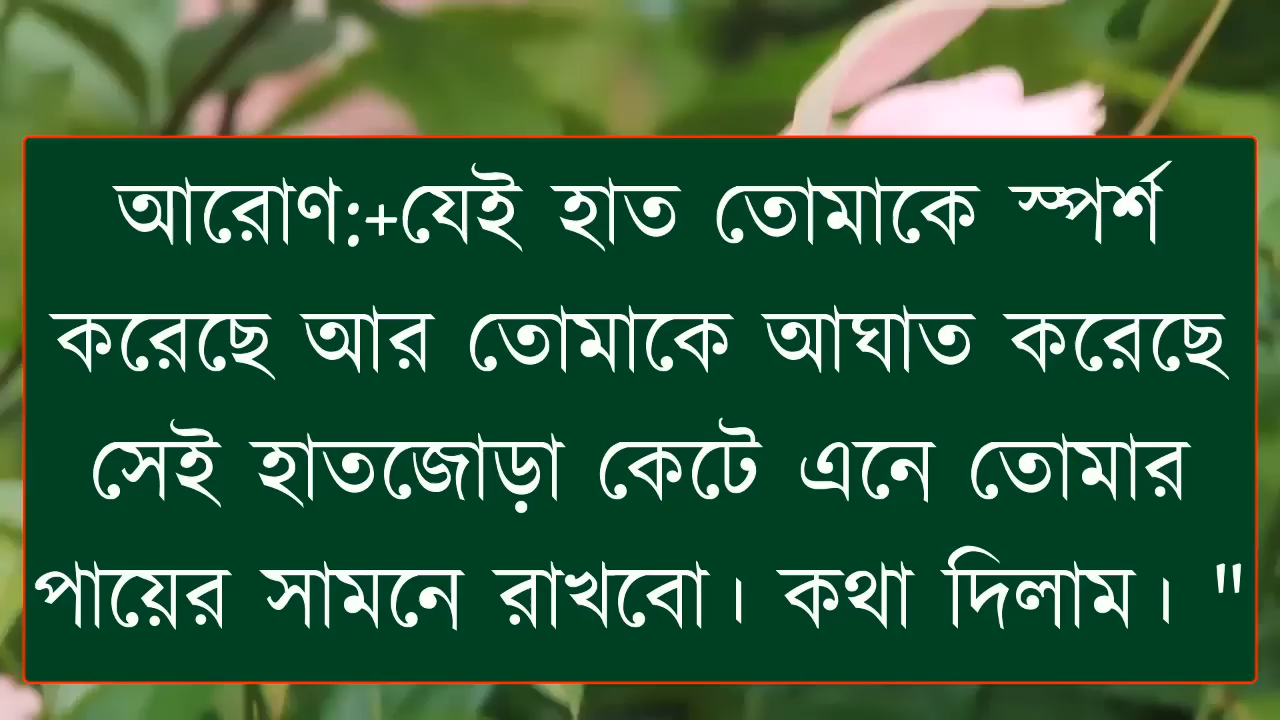 আরোণ:+যেই হাত তোমাকে স্পর্শ
করেছে আর তোমাকে আঘাত করেছে
সেই হাতজোড়া কেটে এনে তোমার
পায়ের সামনে রাখবো। কথা দিলাম। "